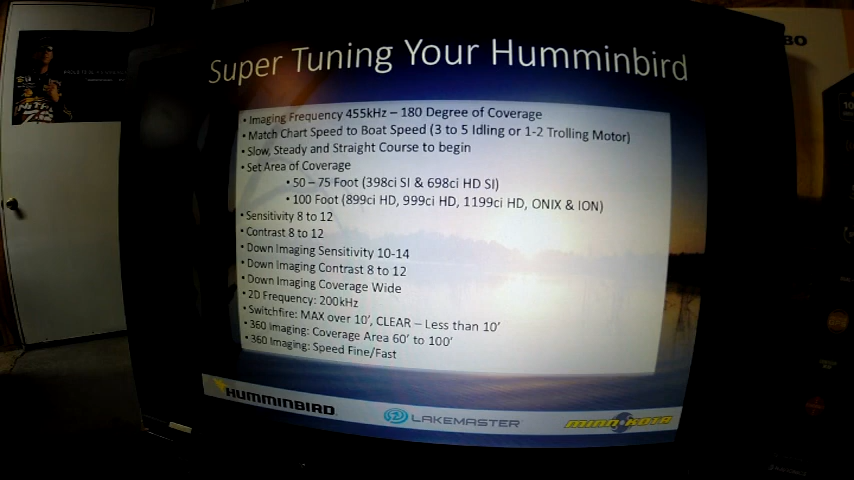 Super Tuning Your Humminbird
• Imaging Frequency 455kHz – 180 Degree of Coverage
• Match Chart Speed to Boat Speed (3 to 5 Idling or 1-2 Trolling Motor)
• Slow, Steady and Straight Course to begin
• Set Area of Coverage
• 50 – 75 Foot (398ci SI & 698ci HD SI)
• 100 Foot (899ci HD, 999ci HD, 1199ci HD, ONIX & ION)
• Sensitivity 8 to 12
• Contrast 8 to 12
• Down Imaging Sensitivity 10-14
• Down Imaging Contrast 8 to 12
• Down Imaging Coverage Wide
• 2D Frequency: 200kHz
• Switchfire: MAX over 10’, CLEAR – Less than 10’
• 360 Imaging: Coverage Area 60’ to 100’
• 360 Imaging: Speed Fine/Fast
HUMMINBIRD
LAKEMASTER
MINN KOTA
NITRO
BO